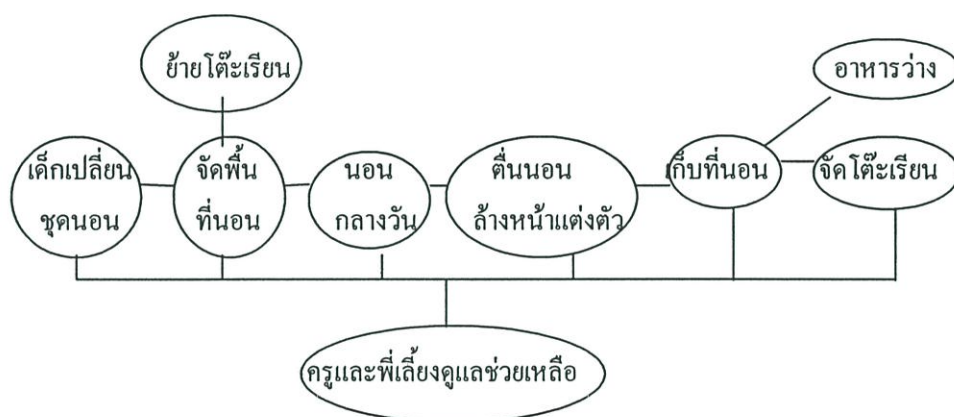 ย้ายโต๊ะเรียน
อาหารว่าง
เด็กเปลี่ยน
ชุดนอน
จัดพื้น
ที่นอน
นอน
กลางวัน
ตื่นนอน
ล้างหน้าแต่งตัว
เก็บที่นอน
จัดโต๊ะเรียน
ครูและพี่เลี้ยงดูแลช่วยเหลือ